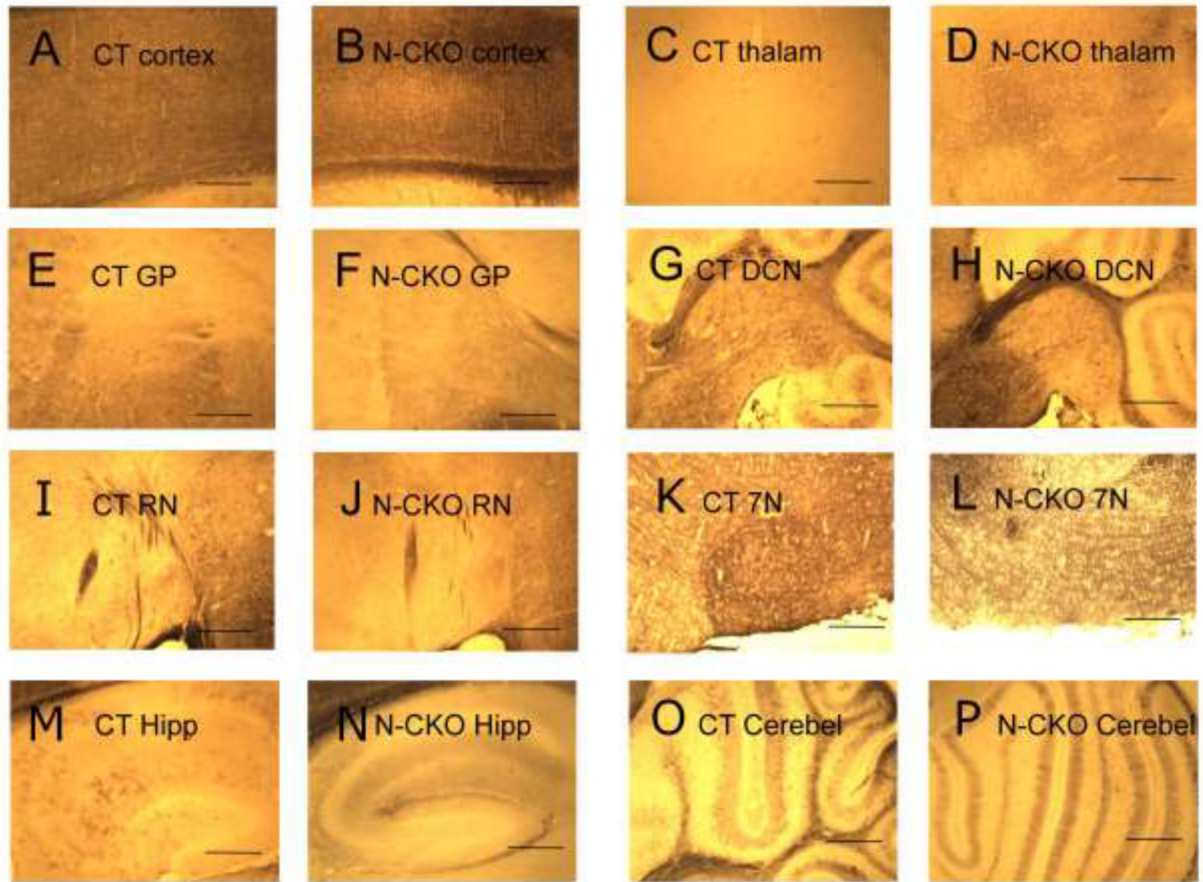 A CT cortex
B N-CKO cortex
C CT thalam
D N-CKO thalam
E CT GP
F N-CKO GP
G CT DCN
H N-CKO DCN
I CT RN
J N-CKO RN
K CT 7N
L N-CKO 7N
M CT Hipp
N N-CKO Hipp
O CT Cerebel
P N-CKO Cerebel